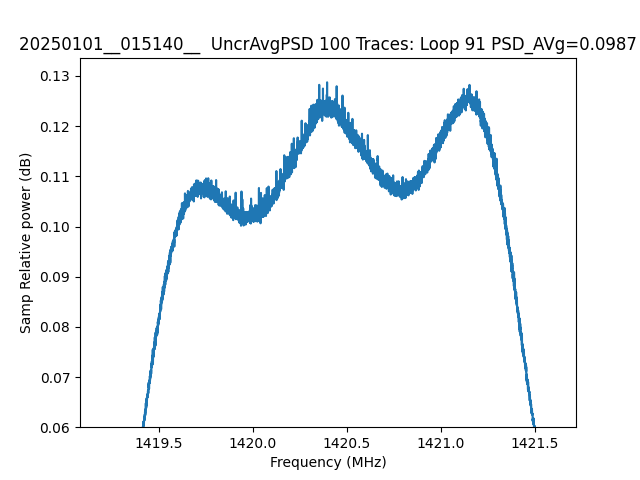 20250101__015140__  UncrAvgPSD 100 Traces: Loop 91 PSD_AVg=0.0987
0.13
0.12
0.11
0.10
0.09
0.08
0.07
0.06
Samp Relative power (dB)
1419.5 1420.0 1420.5 1421.0 1421.5
Frequency (MHz)